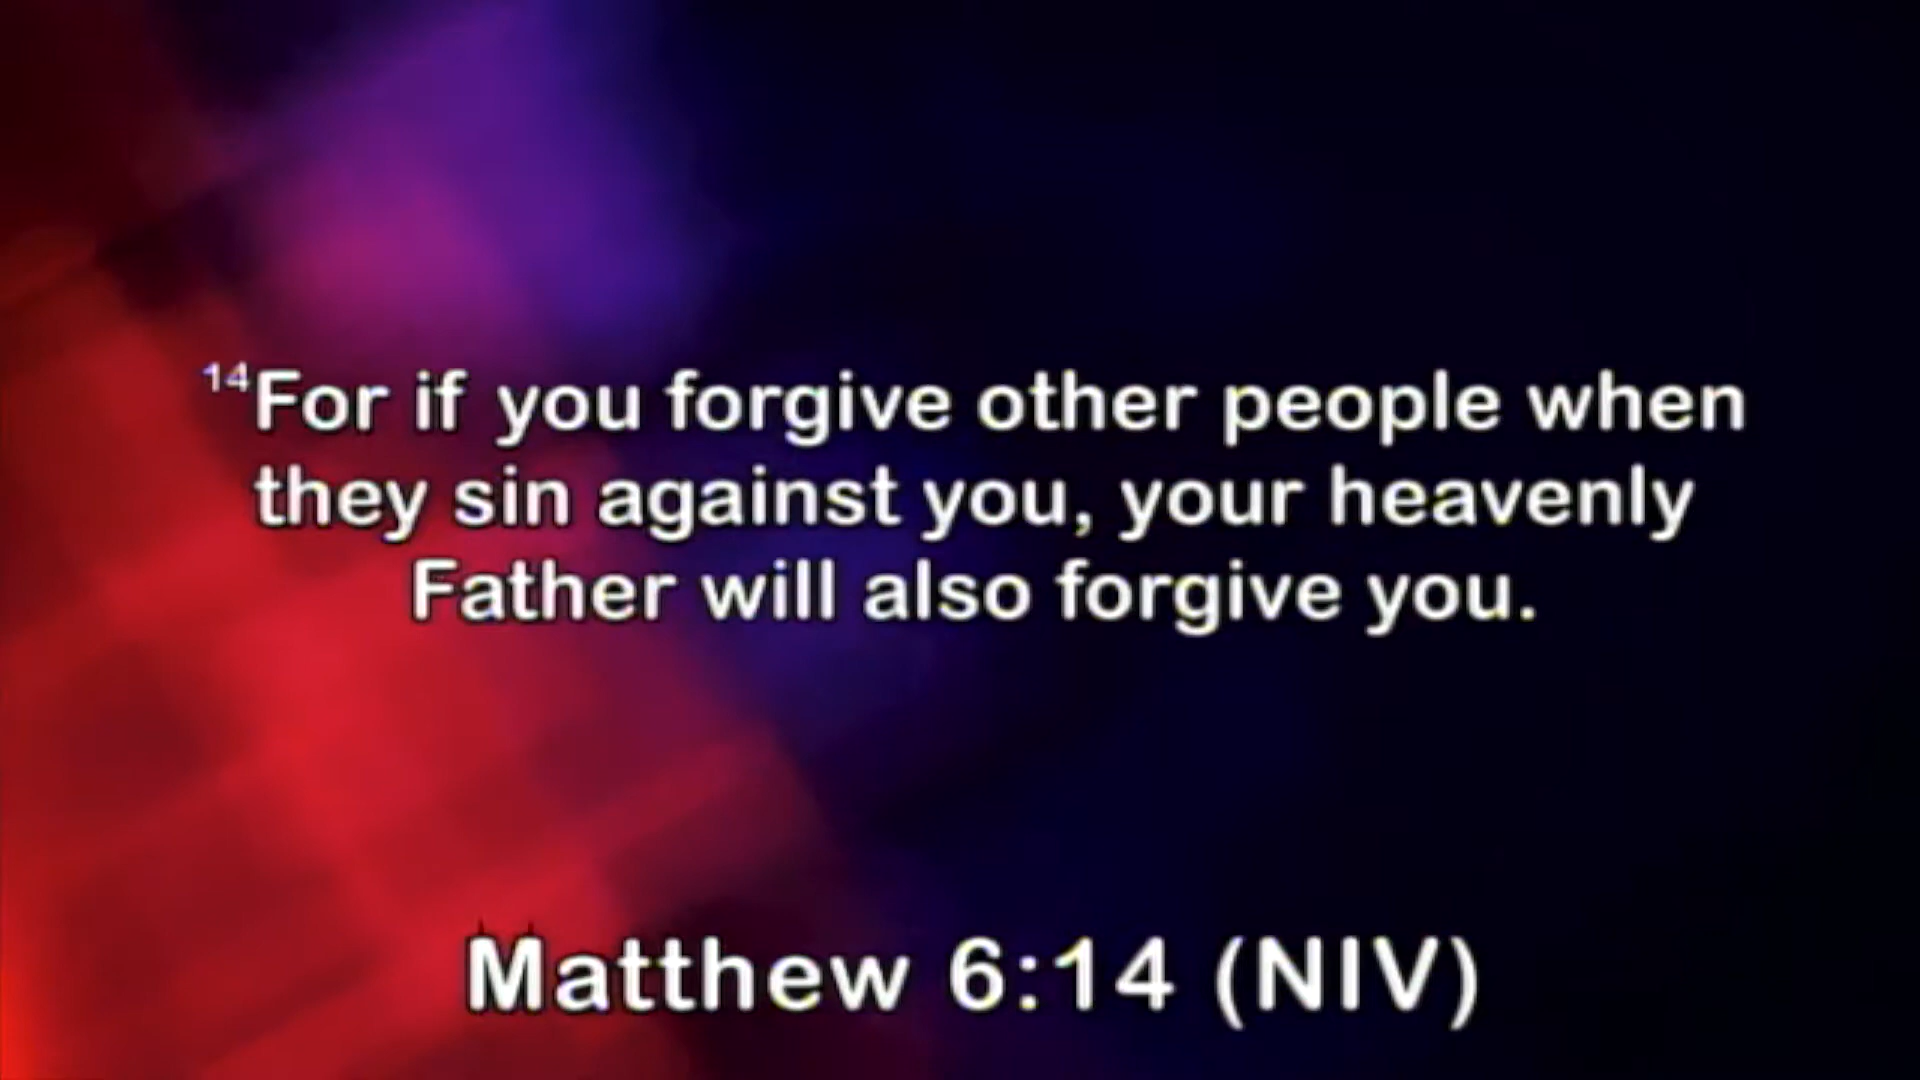 ¹⁴For if you forgive other people when
they sin against you, your heavenly
Father will also forgive you.
Matthew 6:14 (NIV)